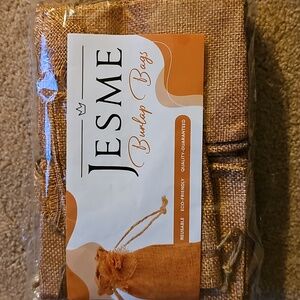 JESME
Burlap Bags
REUSABLE ECO-FRIENDLY QUALITY GUARANTEED